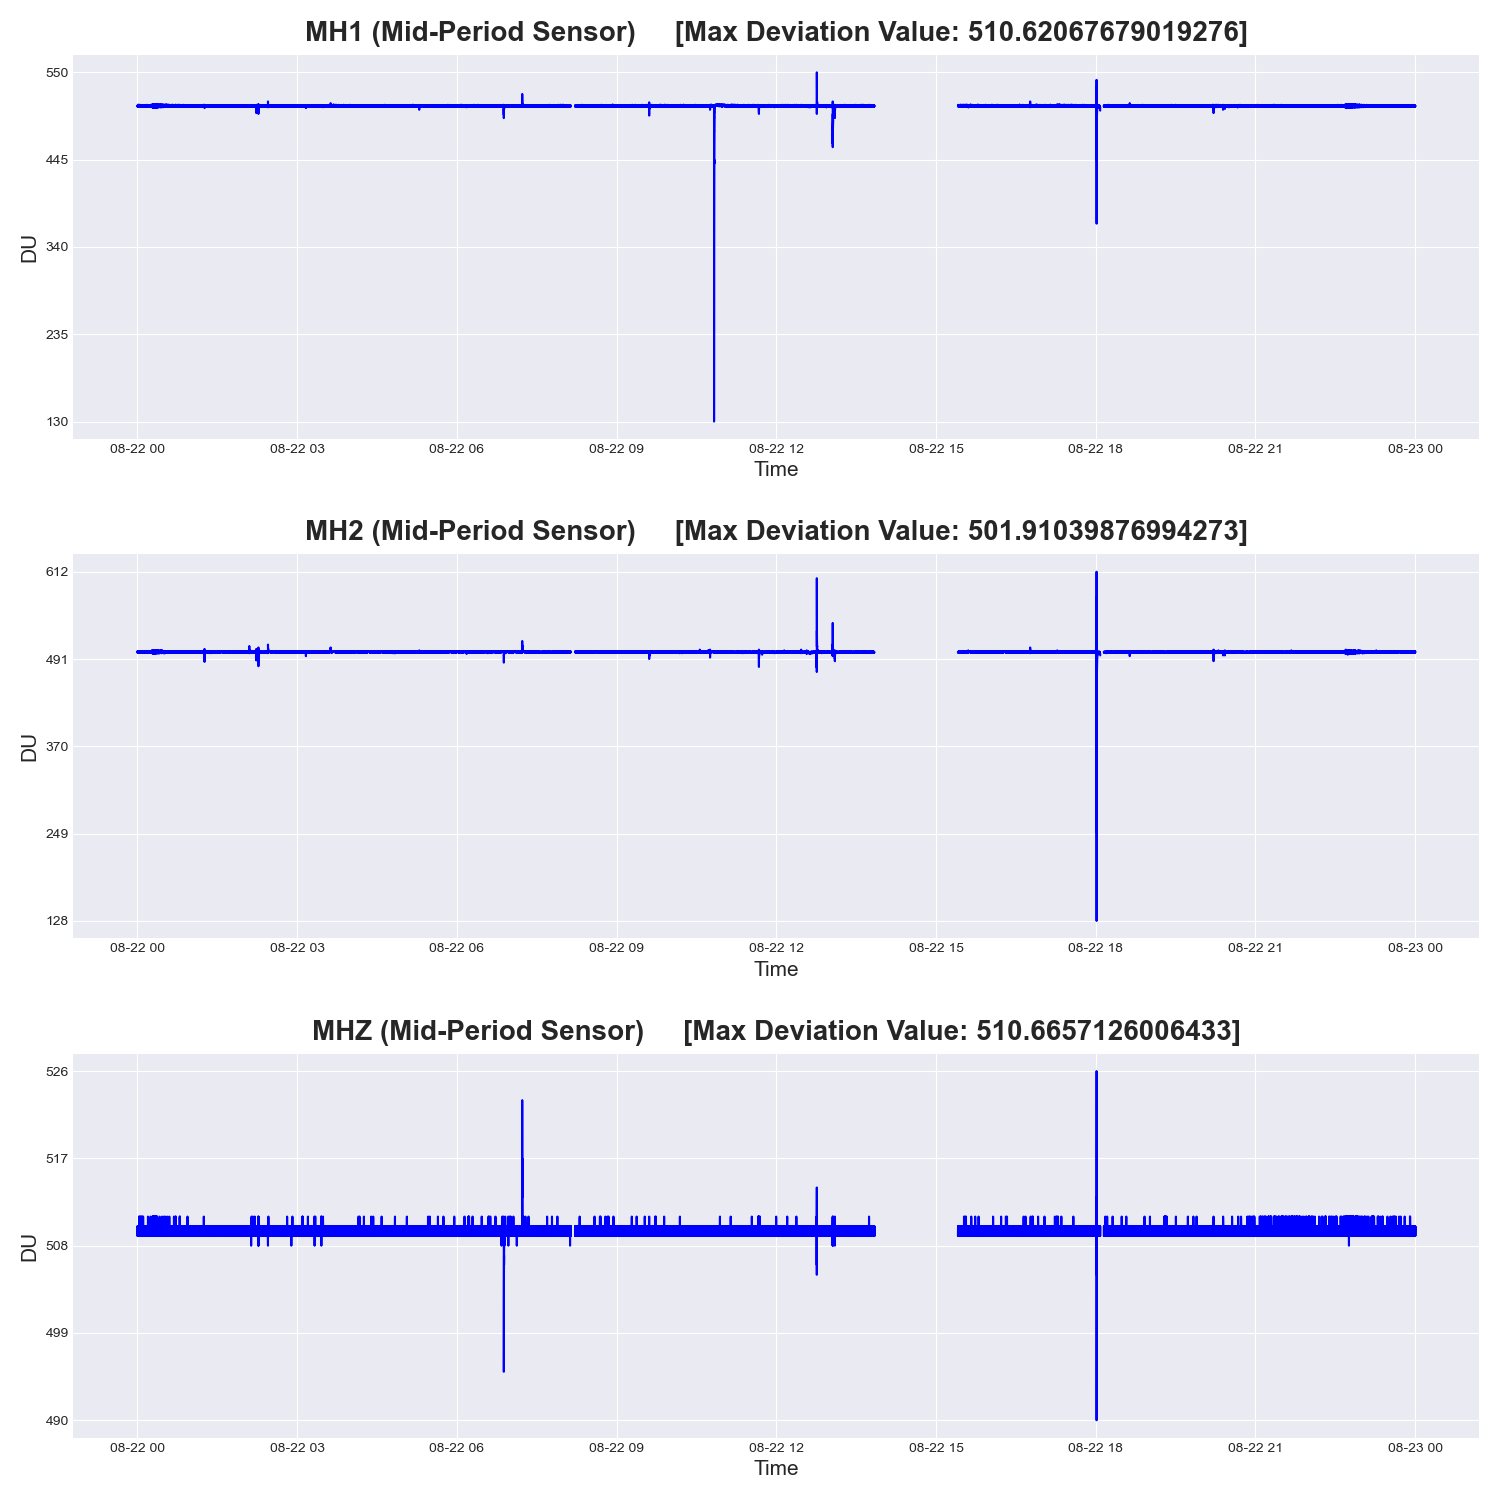 MH1 (Mid-Period Sensor) [Max Deviation Value: 510.62067679019276]
550
445
340
235
130
DU
08-22 00 08-22 03 08-22 06 08-22 09 08-22 12 08-22 15 08-22 18 08-22 21 08-23 00
Time
MH2 (Mid-Period Sensor) [Max Deviation Value: 501.91039876994273]
612
491
370
249
128
DU
08-22 00 08-22 03 08-22 06 08-22 09 08-22 12 08-22 15 08-22 18 08-22 21 08-23 00
Time
MHZ (Mid-Period Sensor) [Max Deviation Value: 510.6657126006433]
526
517
508
499
490
DU
08-22 00 08-22 03 08-22 06 08-22 09 08-22 12 08-22 15 08-22 18 08-22 21 08-23 00
Time